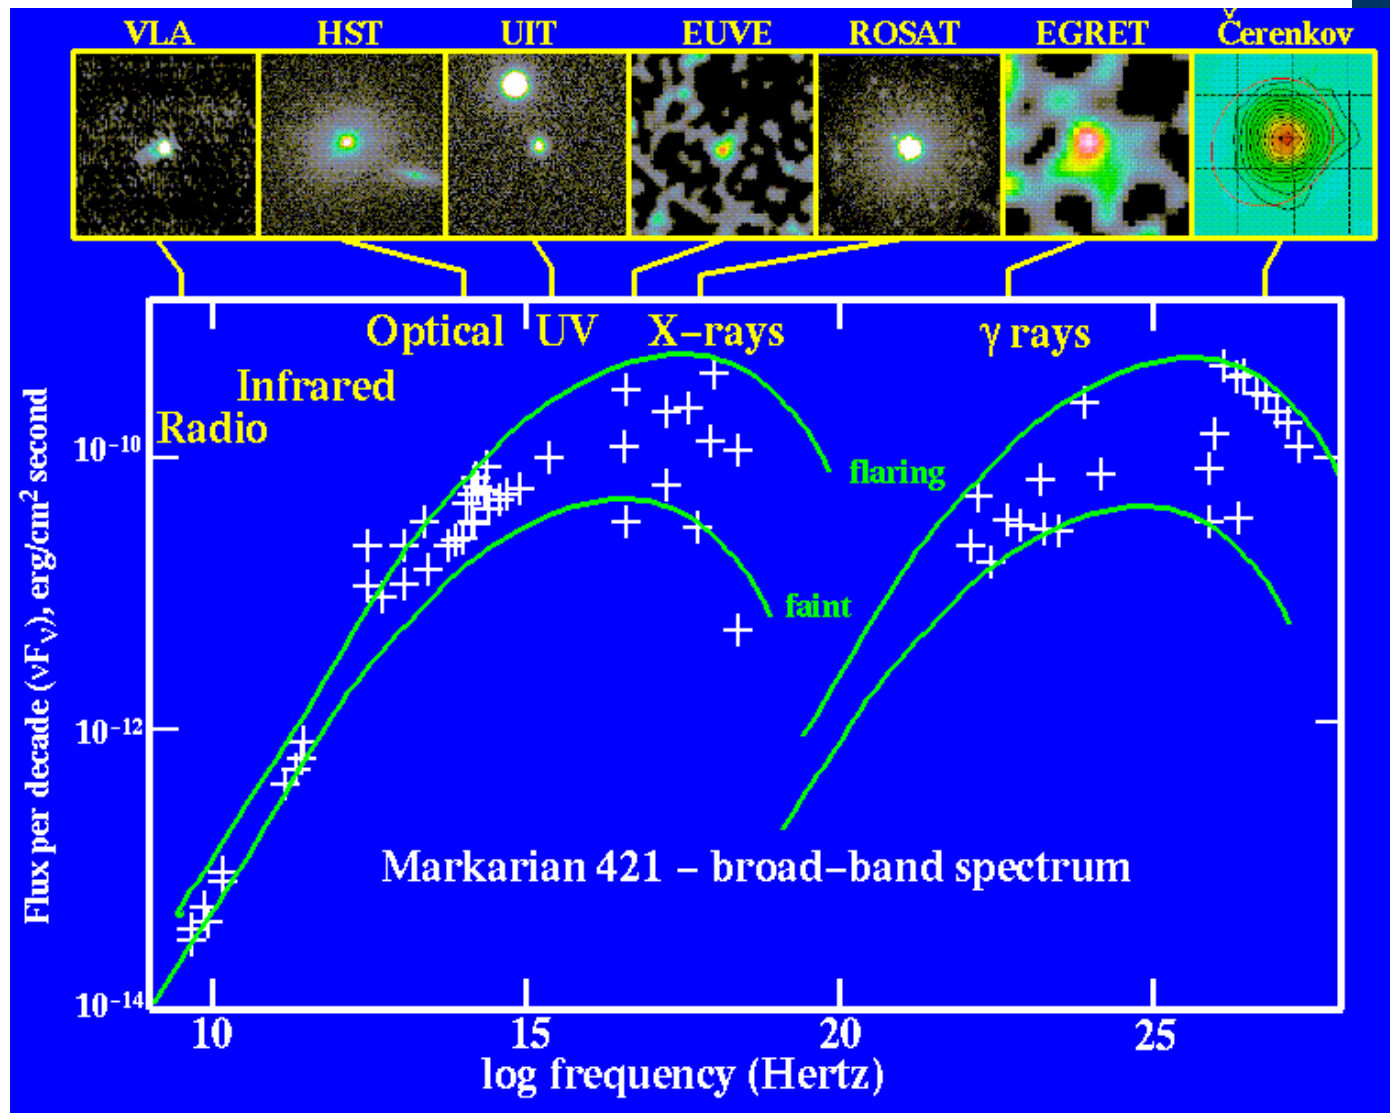 VLA HST UIT EUVE ROSAT EGRET Čerenkov
Optical UV X-rays γ rays
Infrared
Radio
10⁻¹⁰
flaring
faint
10⁻¹²
Markarian 421 – broad-band spectrum
10⁻¹⁴
10 15 20 25
log frequency (Hertz)
Flux per decade (νFν), erg/cm² second